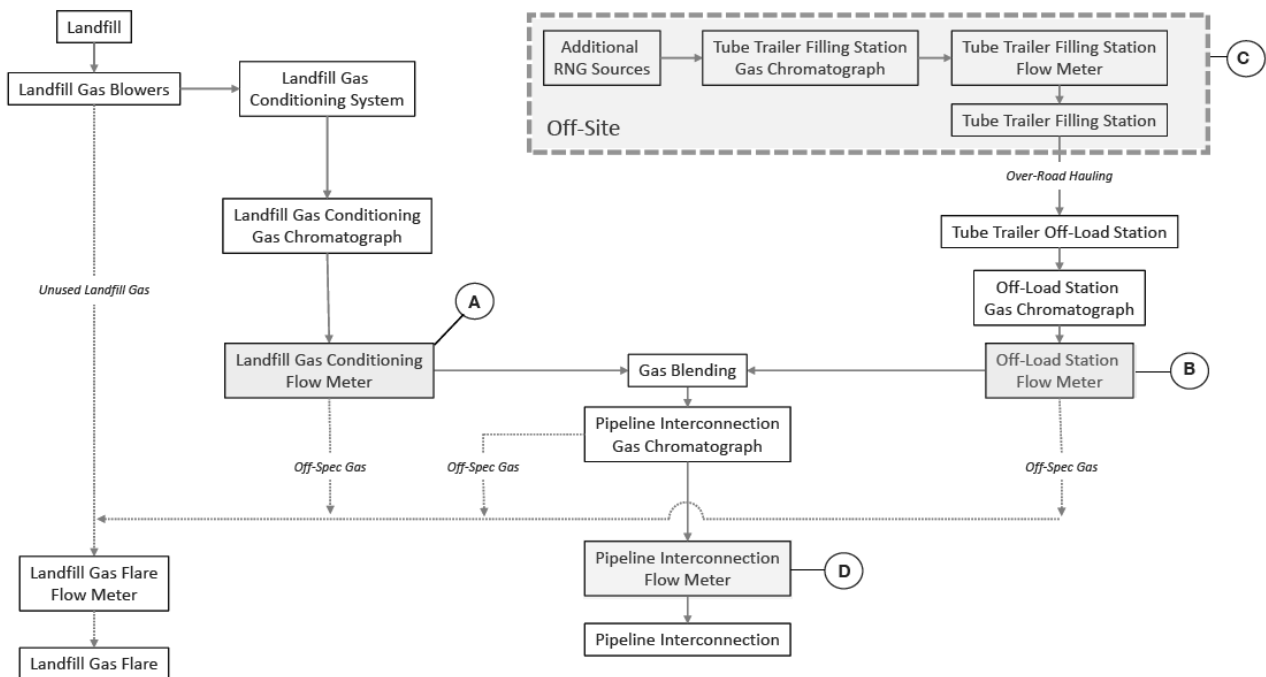 Landfill
Landfill Gas Blowers
Landfill Gas
Conditioning System
Additional
RNG Sources
Tube Trailer Filling Station
Gas Chromatograph
Tube Trailer Filling Station
Flow Meter
C
Off-Site
Tube Trailer Filling Station
Over-Road Hauling
Landfill Gas Conditioning
Gas Chromatograph
Tube Trailer Off-Load Station
Unused Landfill Gas
A
Off-Load Station
Gas Chromatograph
Landfill Gas Conditioning
Flow Meter
Gas Blending
Off-Load Station
Flow Meter
B
Pipeline Interconnection
Gas Chromatograph
Off-Spec Gas
Off-Spec Gas
Off-Spec Gas
Landfill Gas Flare
Flow Meter
Pipeline Interconnection
Flow Meter
D
Pipeline Interconnection
Landfill Gas Flare